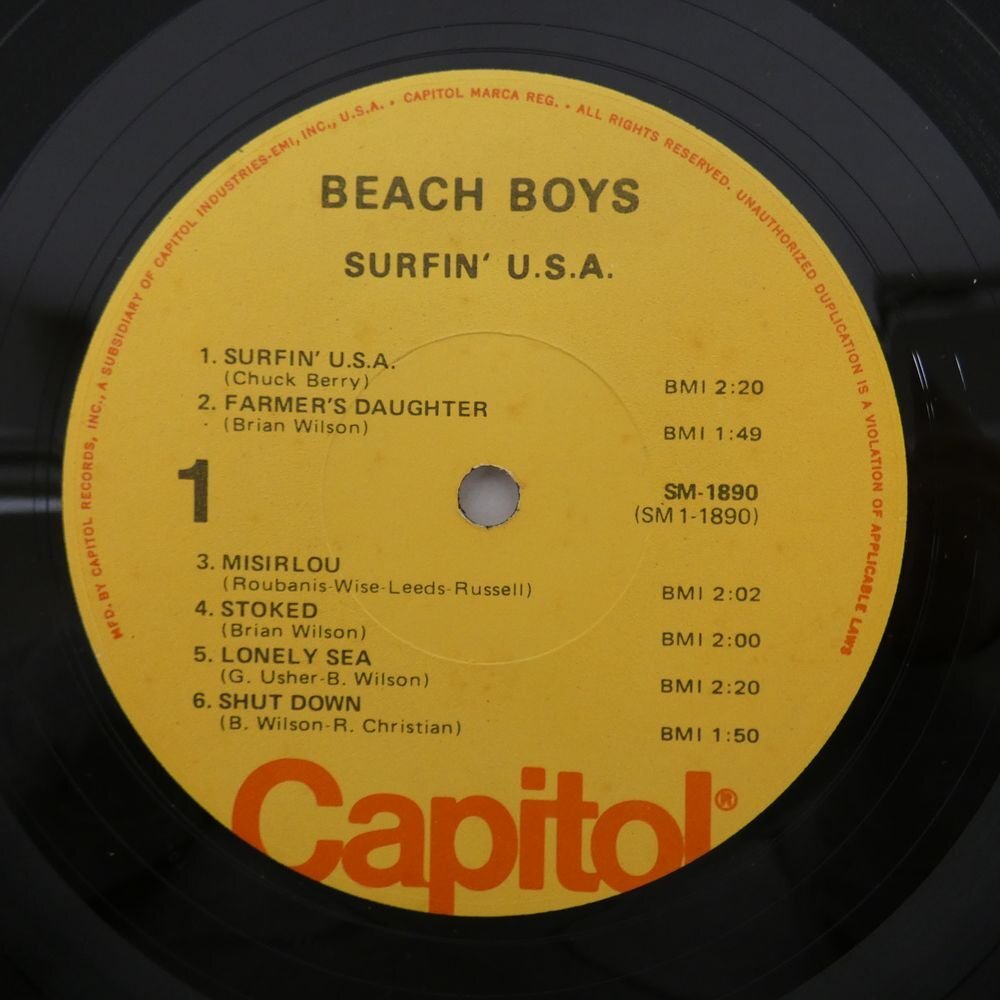 MFD. BY CAPITOL RECORDS, INC., A SUBSIDIARY OF CAPITOL INDUSTRIES-EMI, INC., U.S.A. • CAPITOL MARCA REG. • ALL RIGHTS RESERVED. UNAUTHORIZED DUPLICATION IS A VIOLATION OF APPLICABLE LAWS
BEACH BOYS
SURFIN' U.S.A.
1. SURFIN' U.S.A.
(Chuck Berry) BMI 2:20
2. FARMER'S DAUGHTER
(Brian Wilson) BMI 1:49
1
SM-1890
(SM1-1890)
3. MISIRLOU
(Roubanis-Wise-Leeds-Russell) BMI 2:02
4. STOKED
(Brian Wilson) BMI 2:00
5. LONELY SEA
(G. Usher-B. Wilson) BMI 2:20
6. SHUT DOWN
(B. Wilson-R. Christian) BMI 1:50
Capitol®